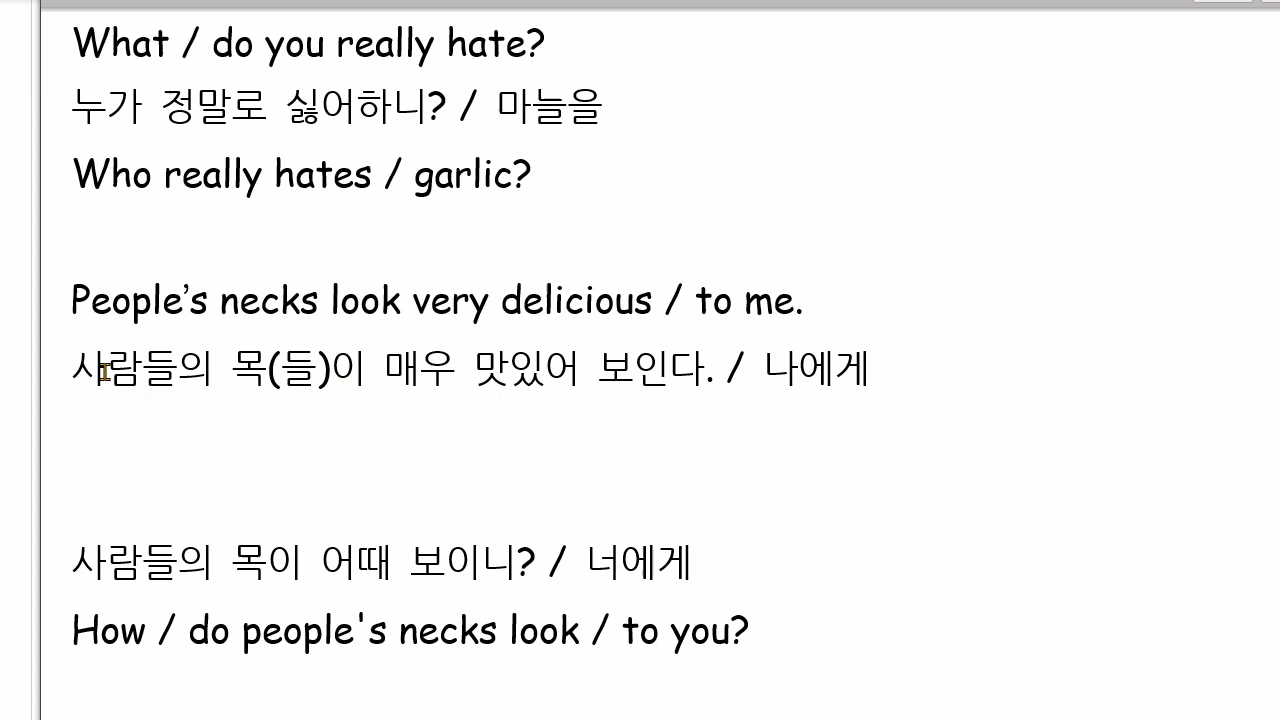 What / do you really hate?
누가 정말로 싫어하니? / 마늘을
Who really hates / garlic?
People’s necks look very delicious / to me.
사람들의 목(들)이 매우 맛있어 보인다. / 나에게
사람들의 목이 어때 보이니? / 너에게
How / do people's necks look / to you?